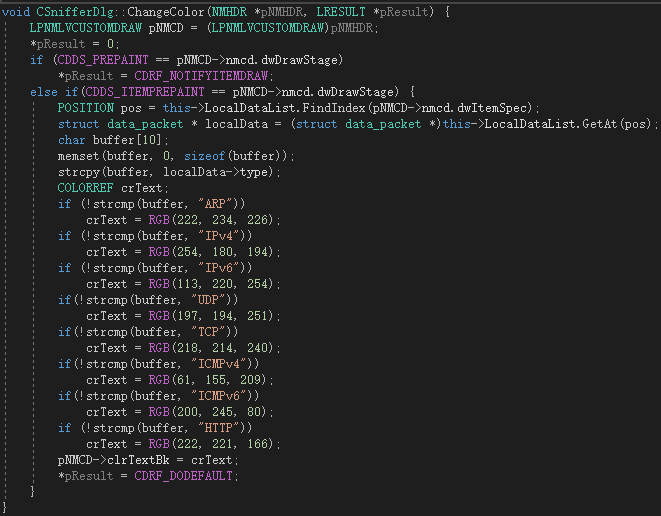 void CSnifferDlg::ChangeColor(NMHDR *pNMHDR, LRESULT *pResult) {
    LPNMLVCUSTOMDRAW pNMCD = (LPNMLVCUSTOMDRAW)pNMHDR;
    *pResult = 0;
    if (CDDS_PREPAINT == pNMCD->nmcd.dwDrawStage)
        *pResult = CDRF_NOTIFYITEMDRAW;
    else if(CDDS_ITEMPREPAINT == pNMCD->nmcd.dwDrawStage) {
        POSITION pos = this->LocalDataList.FindIndex(pNMCD->nmcd.dwItemSpec);
        struct data_packet * localData = (struct data_packet *)this->LocalDataList.GetAt(pos);
        char buffer[10];
        memset(buffer, 0, sizeof(buffer));
        strcpy(buffer, localData->type);
        COLORREF crText;
        if (!strcmp(buffer, "ARP"))
            crText = RGB(222, 234, 226);
        if (!strcmp(buffer, "IPv4"))
            crText = RGB(254, 180, 194);
        if (!strcmp(buffer, "IPv6"))
            crText = RGB(113, 220, 254);
        if(!strcmp(buffer, "UDP"))
            crText = RGB(197, 194, 251);
        if(!strcmp(buffer, "TCP"))
            crText = RGB(218, 214, 240);
        if(!strcmp(buffer, "ICMPv4"))
            crText = RGB(61, 155, 209);
        if(!strcmp(buffer, "ICMPv6"))
            crText = RGB(200, 245, 80);
        if (!strcmp(buffer, "HTTP"))
            crText = RGB(222, 221, 166);
        pNMCD->clrTextBk = crText;
        *pResult = CDRF_DODEFAULT;
    }
}